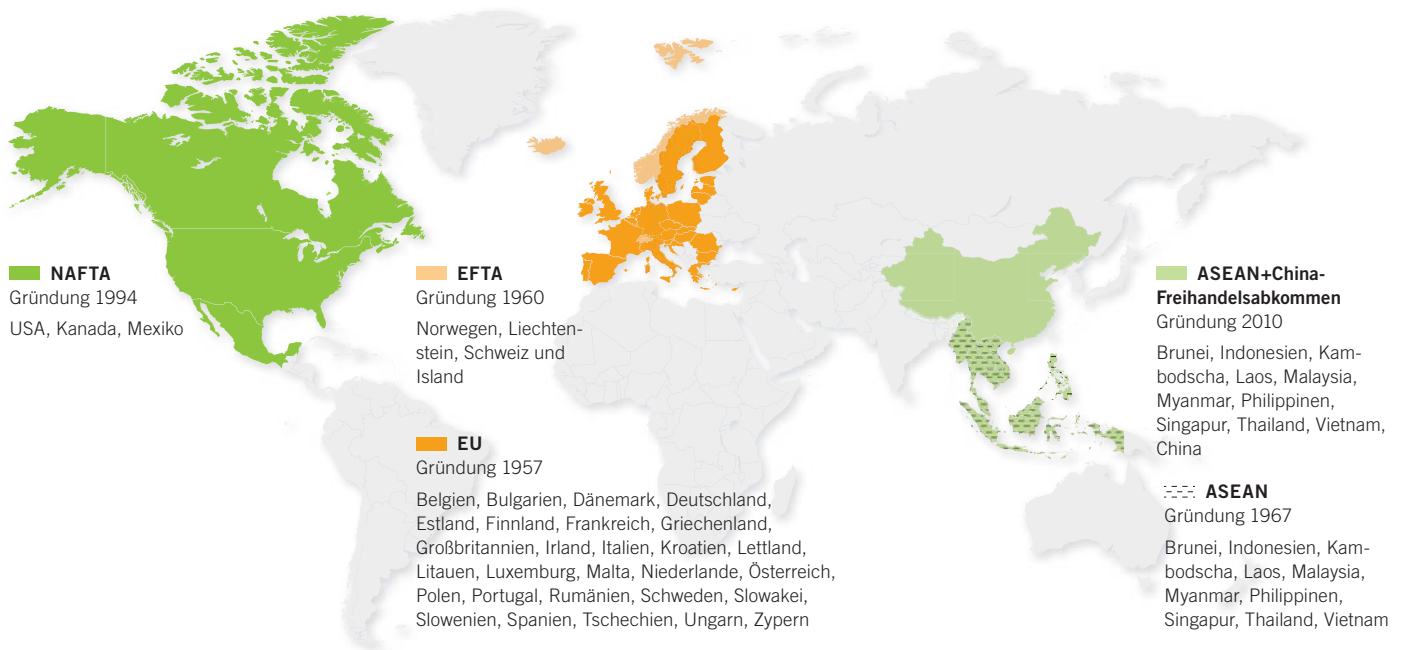 NAFTA
Gründung 1994
USA, Kanada, Mexiko
EFTA
Gründung 1960
Norwegen, Liechten-
stein, Schweiz und
Island
EU
Gründung 1957
Belgien, Bulgarien, Dänemark, Deutschland,
Estland, Finnland, Frankreich, Griechenland,
Großbritannien, Irland, Italien, Kroatien, Lettland,
Litauen, Luxemburg, Malta, Niederlande, Österreich,
Polen, Portugal, Rumänien, Schweden, Slowakei,
Slowenien, Spanien, Tschechien, Ungarn, Zypern
ASEAN+China-
Freihandelsabkommen
Gründung 2010
Brunei, Indonesien, Kam-
bodscha, Laos, Malaysia,
Myanmar, Philippinen,
Singapur, Thailand, Vietnam,
China
ASEAN
Gründung 1967
Brunei, Indonesien, Kam-
bodscha, Laos, Malaysia,
Myanmar, Philippinen,
Singapur, Thailand, Vietnam